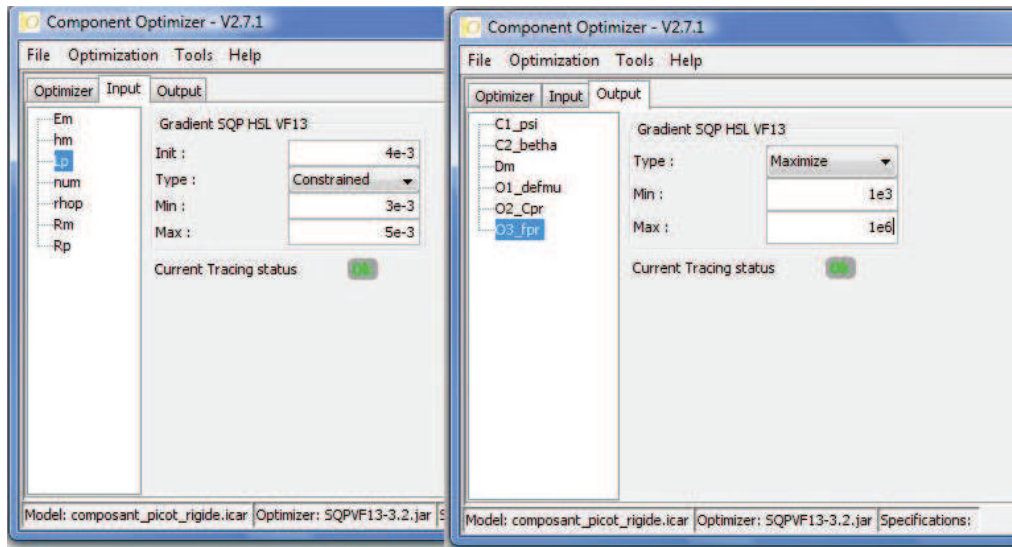 Component Optimizer - V2.7.1
File Optimization Tools Help
Optimizer Input Output
Em
hm
Lp
num
rhop
Rm
Rp
Gradient SQP HSL VF13
Init : 4e-3
Type : Constrained
Min : 3e-3
Max : 5e-3
Current Tracing status Ok
Model: composant_picot_rigide.icar Optimizer: SQPVF13-3.2.jar S
Component Optimizer - V2.7.1
File Optimization Tools Help
Optimizer Input Output
C1_psi
C2_betha
Dm
O1_defmu
O2_Cpr
O3_fpr
Gradient SQP HSL VF13
Type : Maximize
Min : 1e3
Max : 1e6
Current Tracing status Ok
Model: composant_picot_rigide.icar Optimizer: SQPVF13-3.2.jar Specifications: